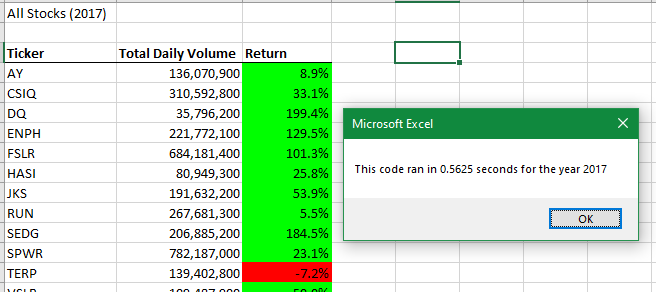 All Stocks (2017)
Ticker Total Daily Volume Return
AY 136,070,900 8.9%
CSIQ 310,592,800 33.1%
DQ 35,796,200 199.4%
ENPH 221,772,100 129.5%
FSLR 684,181,400 101.3%
HASI 80,949,300 25.8%
JKS 191,632,200 53.9%
RUN 267,681,300 5.5%
SEDG 206,885,200 184.5%
SPWR 782,187,000 23.1%
TERP 139,402,800 -7.2%
Microsoft Excel
This code ran in 0.5625 seconds for the year 2017
OK